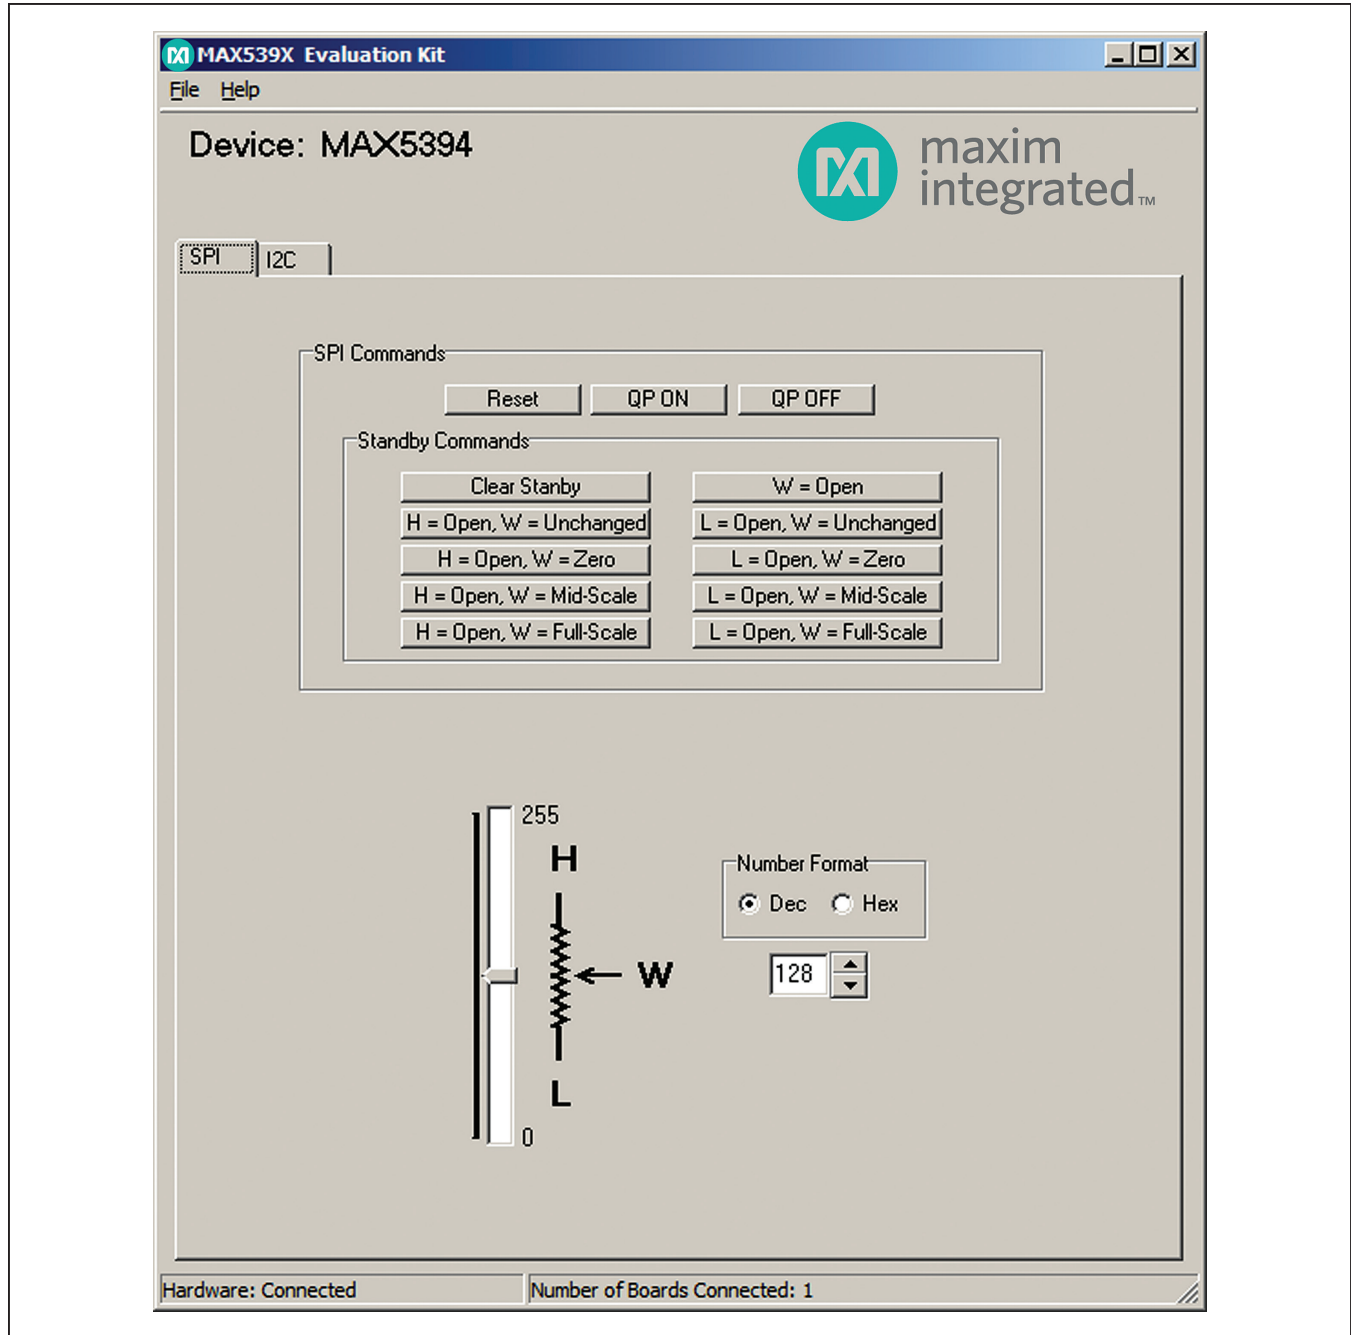 MAX539X Evaluation Kit
File Help
Device: MAX5394
maxim
integrated™
SPI I2C
SPI Commands
Reset QP ON QP OFF
Standby Commands
Clear Stanby W = Open
H = Open, W = Unchanged L = Open, W = Unchanged
H = Open, W = Zero L = Open, W = Zero
H = Open, W = Mid-Scale L = Open, W = Mid-Scale
H = Open, W = Full-Scale L = Open, W = Full-Scale
255
H
Number Format
Dec Hex
W 128
L
0
Hardware: Connected Number of Boards Connected: 1